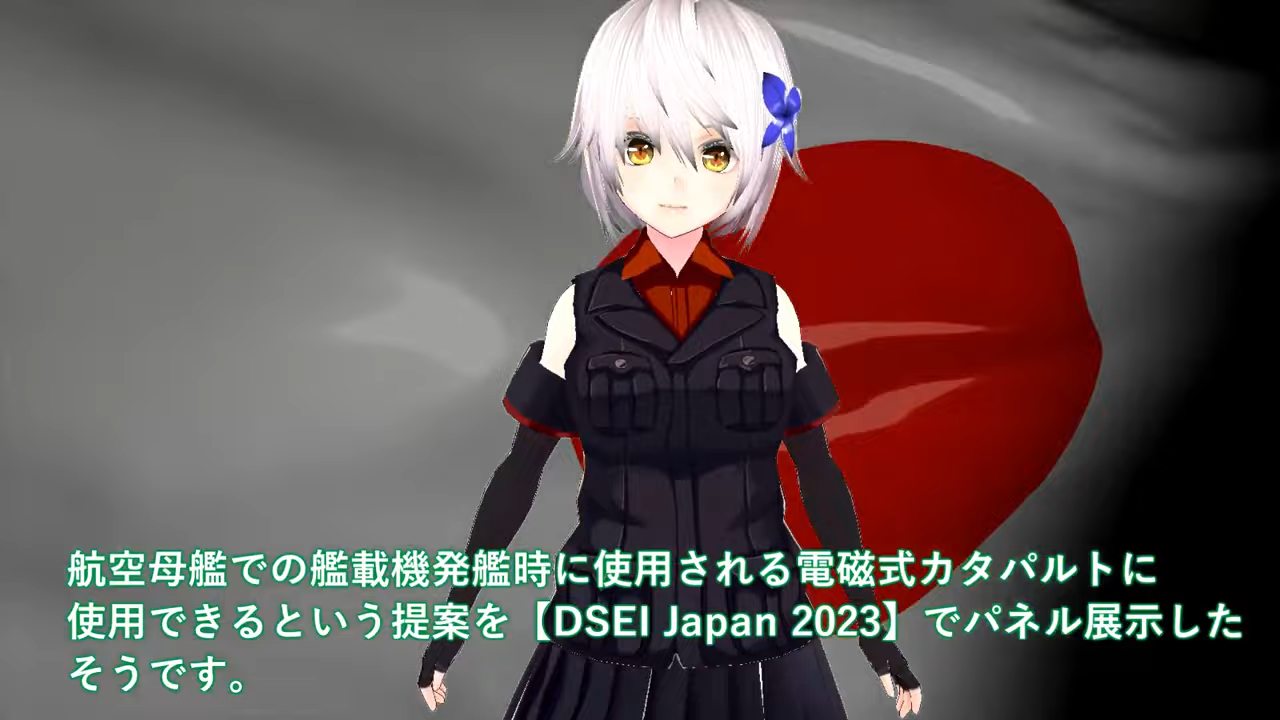 航空母艦での艦載機発艦時に使用される電磁式カタパルトに
使用できるという提案を【DSEI Japan 2023】でパネル展示した
そうです。